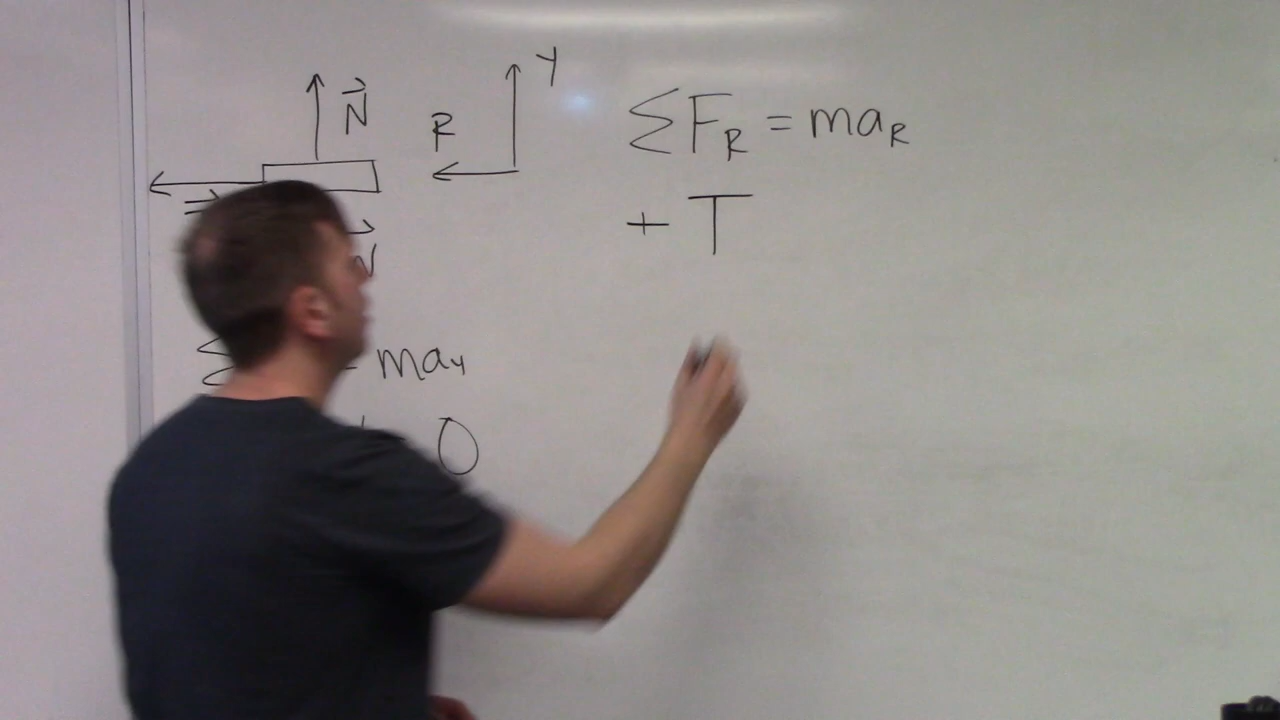 Y
N⃗
R
ΣF_R = ma_R
+ T
Σ = ma_Y
0